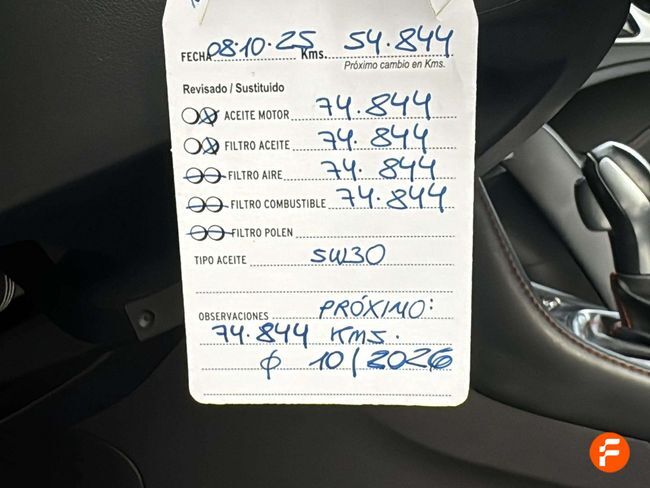 FECHA 08·10·25 Kms. 54.844
Próximo cambio en Kms.
Revisado / Sustituido
ACEITE MOTOR 74.844
FILTRO ACEITE 74.844
FILTRO AIRE 74.844
FILTRO COMBUSTIBLE 74.844
FILTRO POLEN
TIPO ACEITE 5W30
OBSERVACIONES PRÓXIMO:
74.844 KMS.
ϕ 10/2026